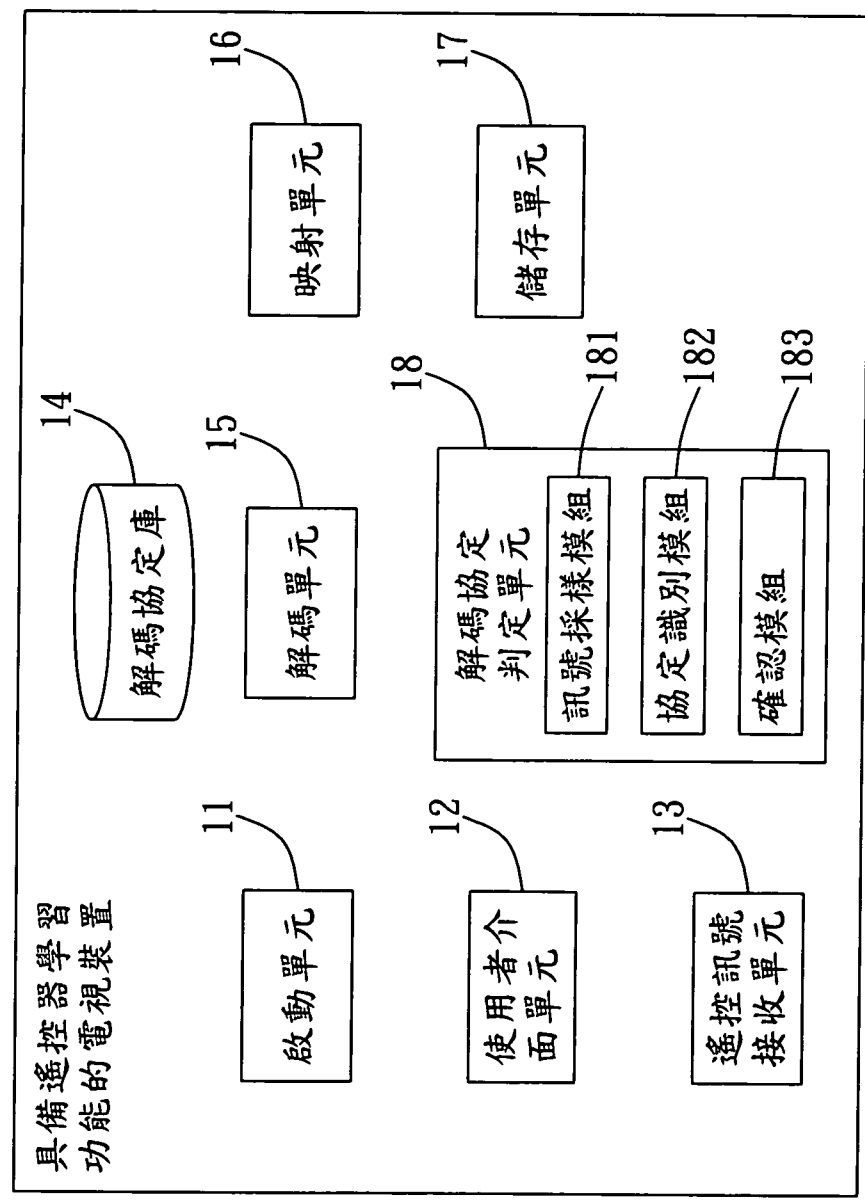 具備遙控器學習
功能的電視裝置
11
啟動單元
12
使用者介
面單元
13
遙控訊號
接收單元
14
解碼協定庫
15
解碼單元
18
解碼協定
判定單元
181
訊號採樣模組
182
協定識別模組
183
確認模組
16
映射單元
17
儲存單元